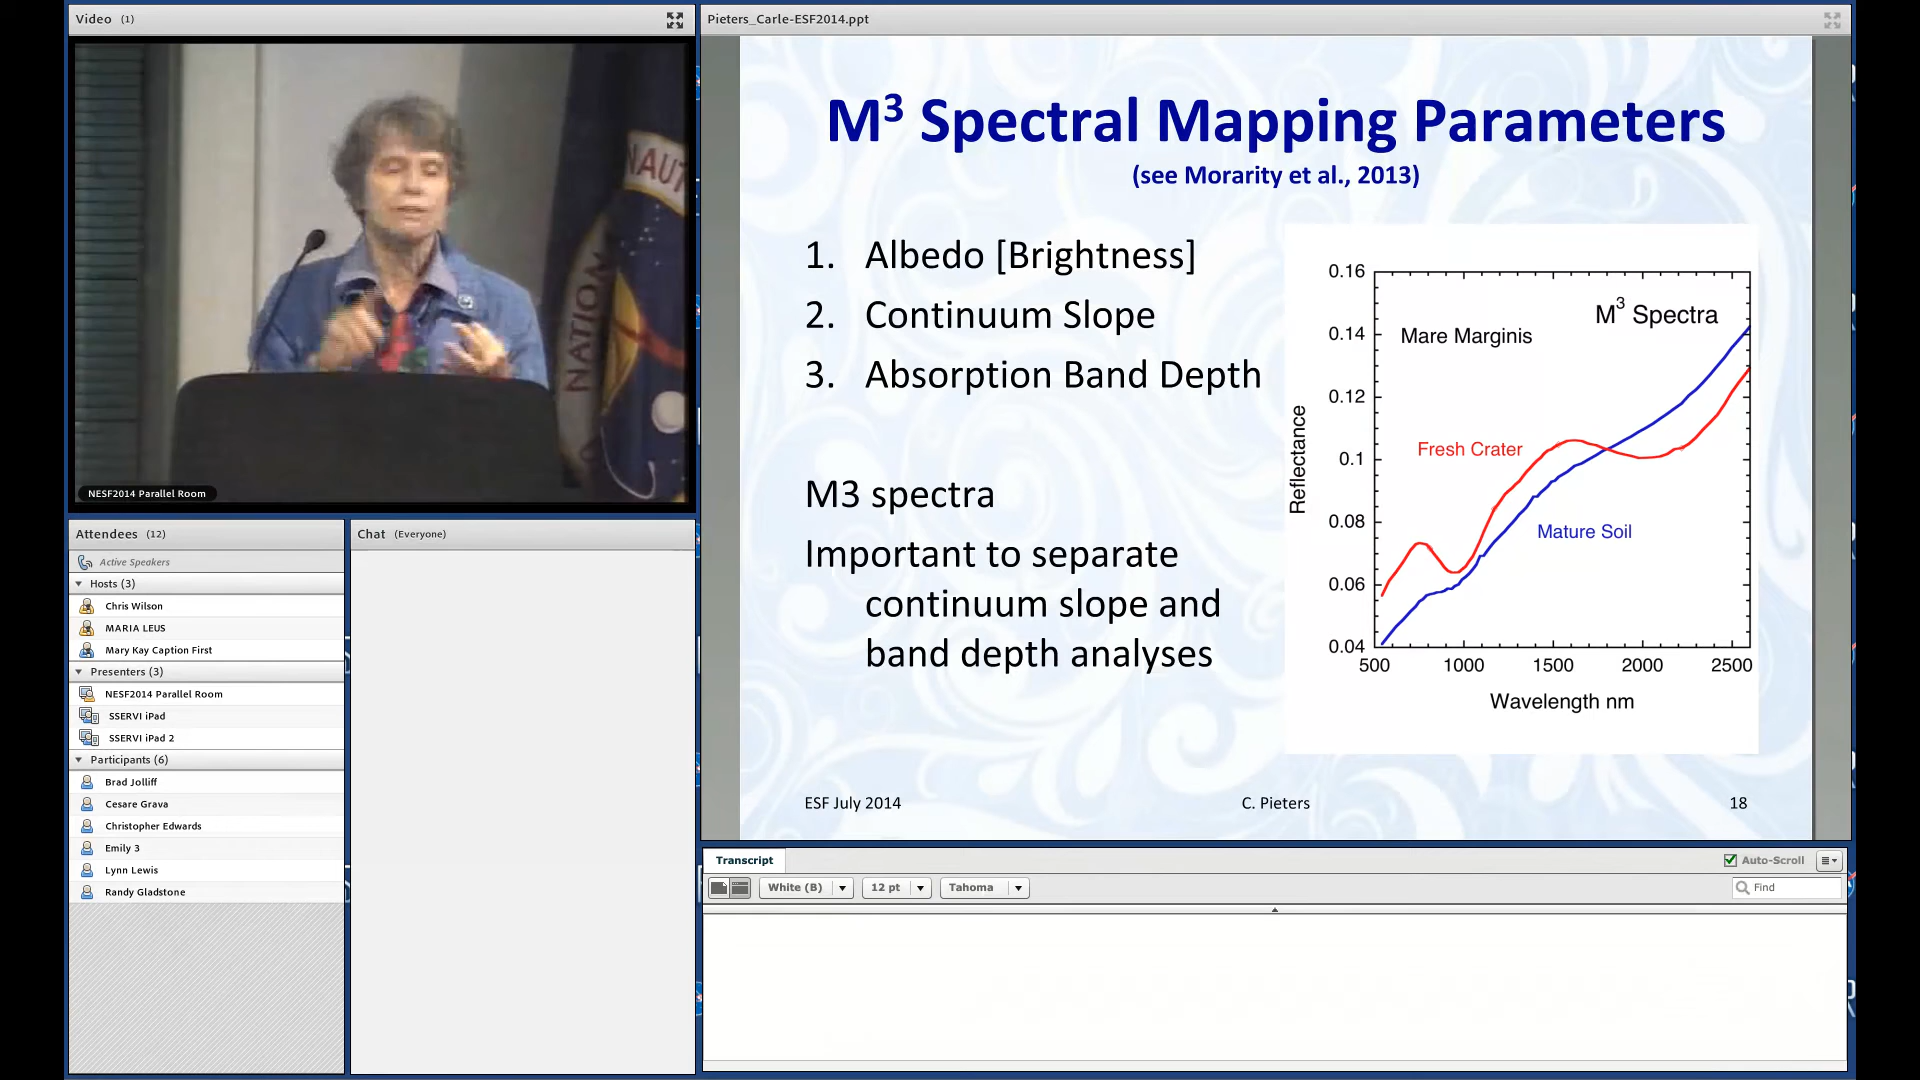 Video (1)
NAUT
NATION
NESF2014 Parallel Room
Attendees (12)
Active Speakers
Hosts (3)
Chris Wilson
MARIA LEUS
Mary Kay Caption First
Presenters (3)
NESF2014 Parallel Room
SSERVI iPad
SSERVI iPad 2
Participants (6)
Brad Jolliff
Cesare Grava
Christopher Edwards
Emily 3
Lynn Lewis
Randy Gladstone
Chat (Everyone)
Pieters_Carle-ESF2014.ppt
M³ Spectral Mapping Parameters
(see Morarity et al., 2013)
1. Albedo [Brightness]
2. Continuum Slope
3. Absorption Band Depth
M3 spectra
Important to separate
continuum slope and
band depth analyses
M³ Spectra
Mare Marginis
Fresh Crater
Mature Soil
Reflectance
0.16
0.14
0.12
0.1
0.08
0.06
0.04
500 1000 1500 2000 2500
Wavelength nm
ESF July 2014 C. Pieters 18
Transcript
Auto-Scroll
White (B) 12 pt Tahoma
Find